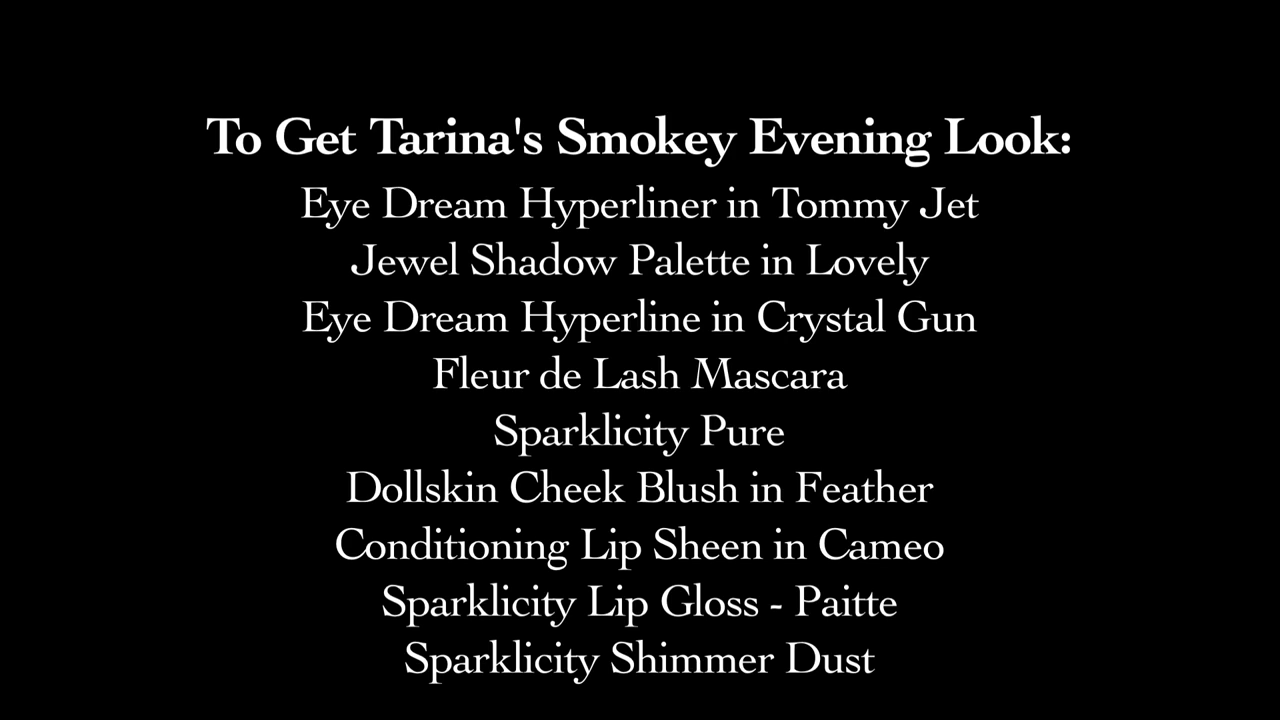 To Get Tarina's Smokey Evening Look:
Eye Dream Hyperliner in Tommy Jet
Jewel Shadow Palette in Lovely
Eye Dream Hyperline in Crystal Gun
Fleur de Lash Mascara
Sparklicity Pure
Dollskin Cheek Blush in Feather
Conditioning Lip Sheen in Cameo
Sparklicity Lip Gloss - Paitte
Sparklicity Shimmer Dust